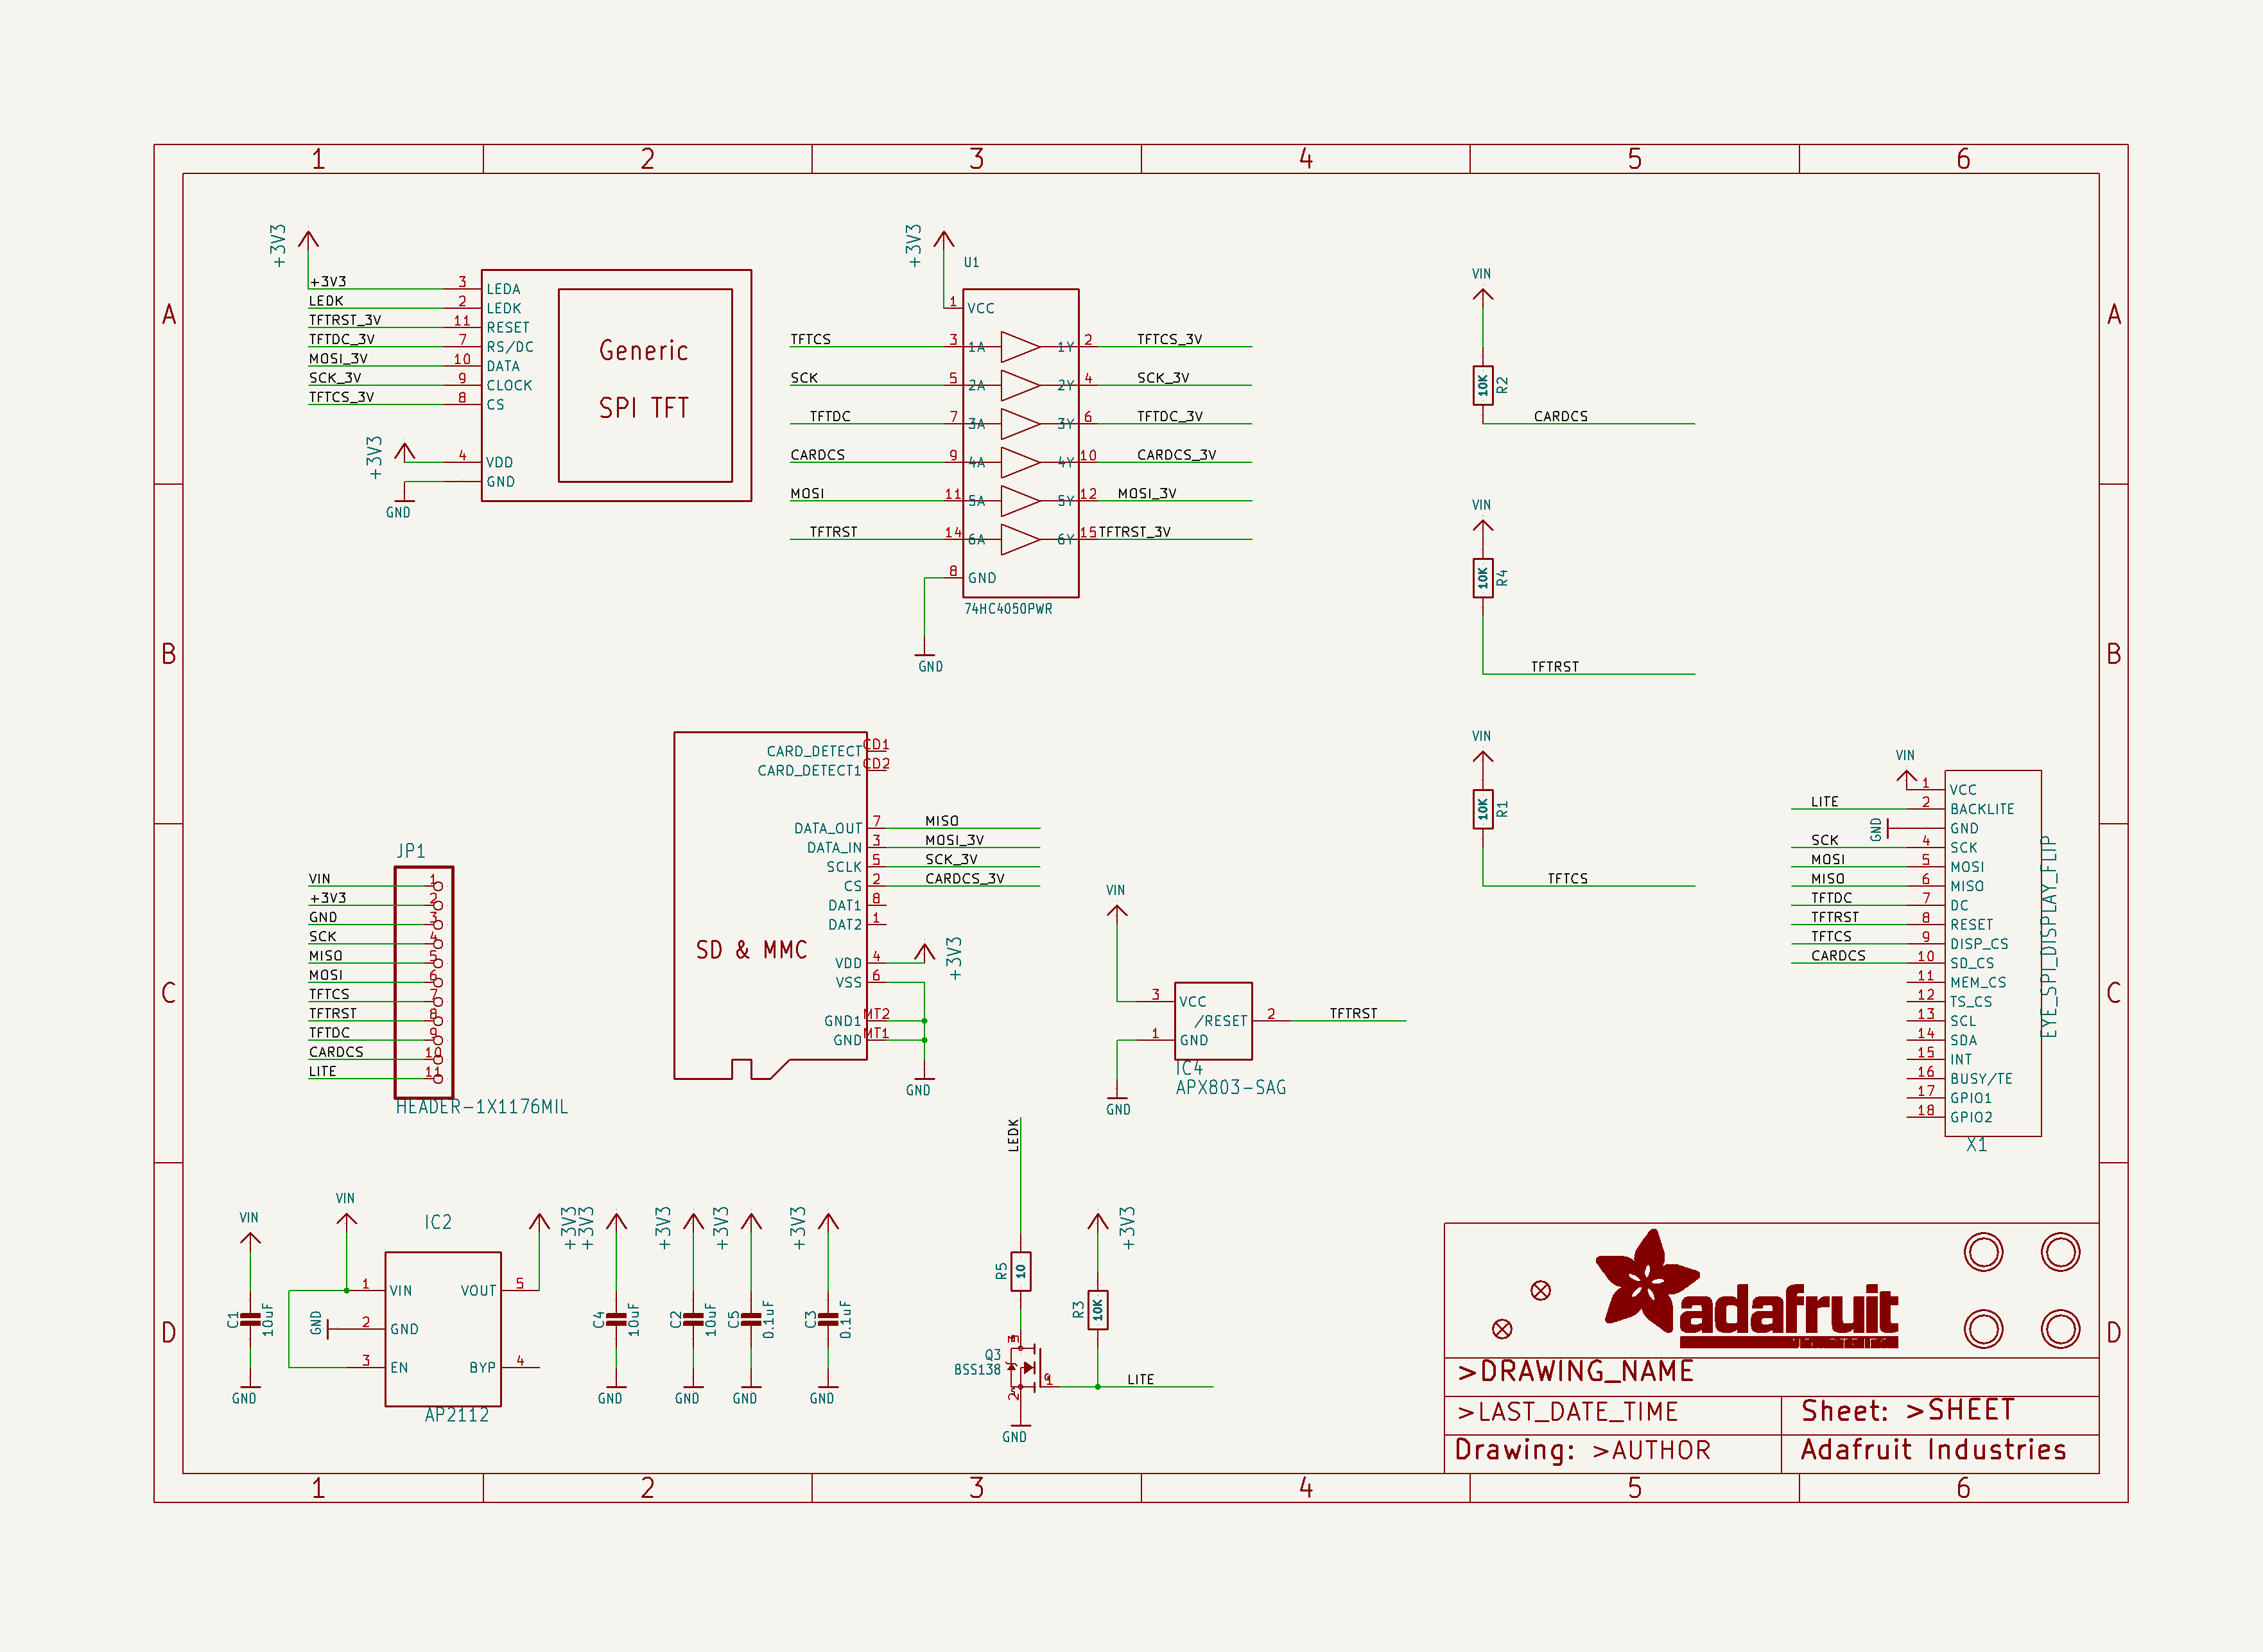 1 2 3 4 5 6
A
B
C
D
A
B
C
D
1 2 3 4 5 6
+3V3
+3V3 3 LEDA
LEDK 2 LEDK
TFTRST_3V 11 RESET
TFTDC_3V 7 RS/DC
MOSI_3V 10 DATA
SCK_3V 9 CLOCK
TFTCS_3V 8 CS
+3V3 4 VDD
GND
GND
Generic
SPI TFT
+3V3
U1
1 VCC
TFTCS 3 1A 1Y 2 TFTCS_3V
SCK 5 2A 2Y 4 SCK_3V
TFTDC 7 3A 3Y 6 TFTDC_3V
CARDCS 9 4A 4Y 10 CARDCS_3V
MOSI 11 5A 5Y 12 MOSI_3V
TFTRST 14 6A 6Y 15 TFTRST_3V
8 GND
74HC4050PWR
GND
VIN
10K R2
CARDCS
VIN
10K R4
TFTRST
VIN
10K R1
TFTCS
CARD_DETECT CD1
CARD_DETECT1 CD2
DATA_OUT 7 MISO
DATA_IN 3 MOSI_3V
SCLK 5 SCK_3V
CS 2 CARDCS_3V
DAT1 8
DAT2 1
SD & MMC
VDD 4 +3V3
VSS 6
GND1 MT2
GND MT1
GND
JP1
VIN 1
+3V3 2
GND 3
SCK 4
MISO 5
MOSI 6
TFTCS 7
TFTRST 8
TFTDC 9
CARDCS 10
LITE 11
HEADER-1X1176MIL
VIN
3 VCC
/RESET 2 TFTRST
1 GND
IC4
APX803-SAG
GND
VIN
1 VCC
LITE 2 BACKLITE
GND GND
SCK 4 SCK
MOSI 5 MOSI
MISO 6 MISO
TFTDC 7 DC
TFTRST 8 RESET
TFTCS 9 DISP_CS
CARDCS 10 SD_CS
11 MEM_CS
12 TS_CS
13 SCL
14 SDA
15 INT
16 BUSY/TE
17 GPIO1
18 GPIO2
EYE_SPI_DISPLAY_FLIP
X1
VIN
C1 10uF
GND
VIN
IC2
1 VIN VOUT 5
GND 2 GND
3 EN BYP 4
AP2112
+3V3
+3V3
C4 10uF
GND
+3V3
C2 10uF
GND
+3V3
C5 0.1uF
GND
+3V3
C3 0.1uF
GND
LEDK
R5 10
+3V3
R3 10K
Q3
BSS138
3
2
1
LITE
GND
adafruit
>DRAWING_NAME
>LAST_DATE_TIME
Sheet: >SHEET
Drawing: >AUTHOR
Adafruit Industries